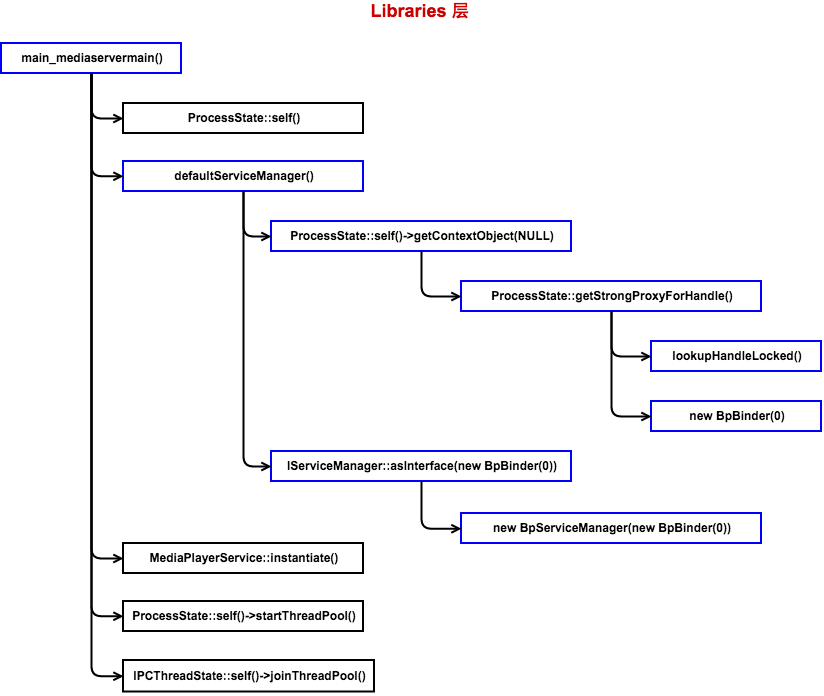 Libraries 层
main_mediaservermain()
ProcessState::self()
defaultServiceManager()
ProcessState::self()->getContextObject(NULL)
ProcessState::getStrongProxyForHandle()
lookupHandleLocked()
new BpBinder(0)
IServiceManager::asInterface(new BpBinder(0))
new BpServiceManager(new BpBinder(0))
MediaPlayerService::instantiate()
ProcessState::self()->startThreadPool()
IPCThreadState::self()->joinThreadPool()